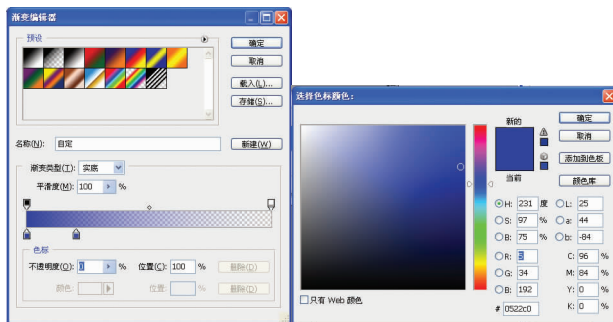 渐变编辑器
预设
确定
取消
载入(L)...
存储(S)...
名称(N): 自定
新建(W)
渐变类型(T): 实底
平滑度(M): 100 %
色标
不透明度(O): 0 % 位置(C): 100 % 删除(D)
颜色: 位置: % 删除(D)
选择色标颜色:
新的
当前
确定
取消
添加到色板
颜色库
H: 231 度 L: 25
S: 97 % a: 44
B: 75 % b: -84
R: 5 C: 96 %
G: 34 M: 84 %
B: 192 Y: 0 %
# 0522c0 K: 0 %
只有 Web 颜色